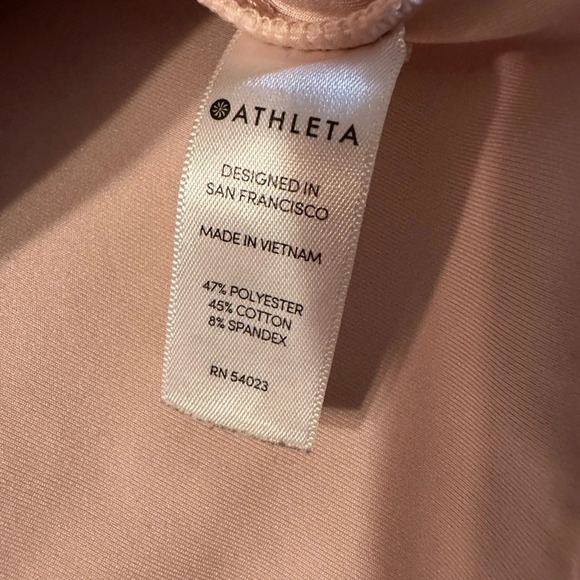 ATHLETA
DESIGNED IN
SAN FRANCISCO
MADE IN VIETNAM
47% POLYESTER
45% COTTON
8% SPANDEX
RN 54023